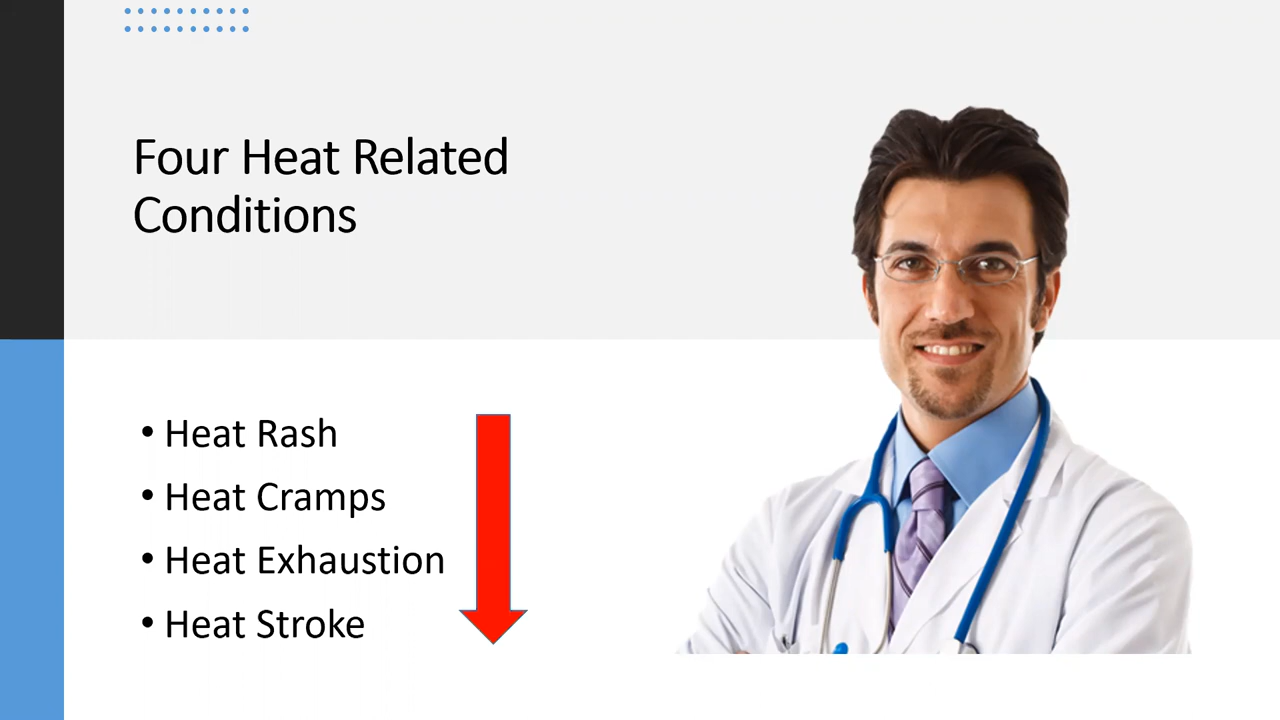 Four Heat Related
Conditions
• Heat Rash
• Heat Cramps
• Heat Exhaustion
• Heat Stroke